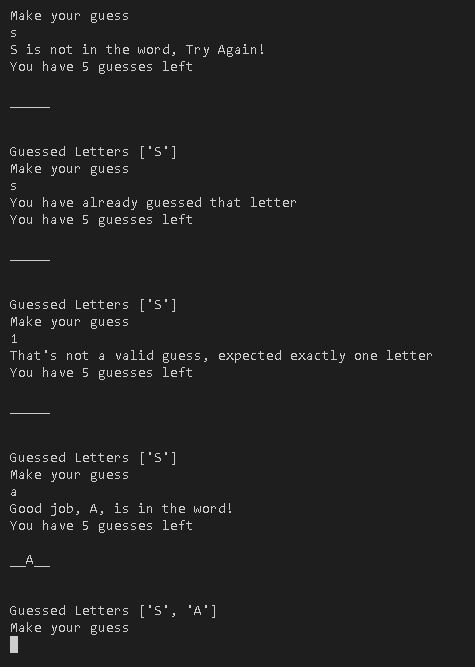 Make your guess
s
S is not in the word, Try Again!
You have 5 guesses left
_____
Guessed Letters ['S']
Make your guess
s
You have already guessed that letter
You have 5 guesses left
_____
Guessed Letters ['S']
Make your guess
1
That's not a valid guess, expected exactly one letter
You have 5 guesses left
_____
Guessed Letters ['S']
Make your guess
a
Good job, A, is in the word!
You have 5 guesses left
__A__
Guessed Letters ['S', 'A']
Make your guess